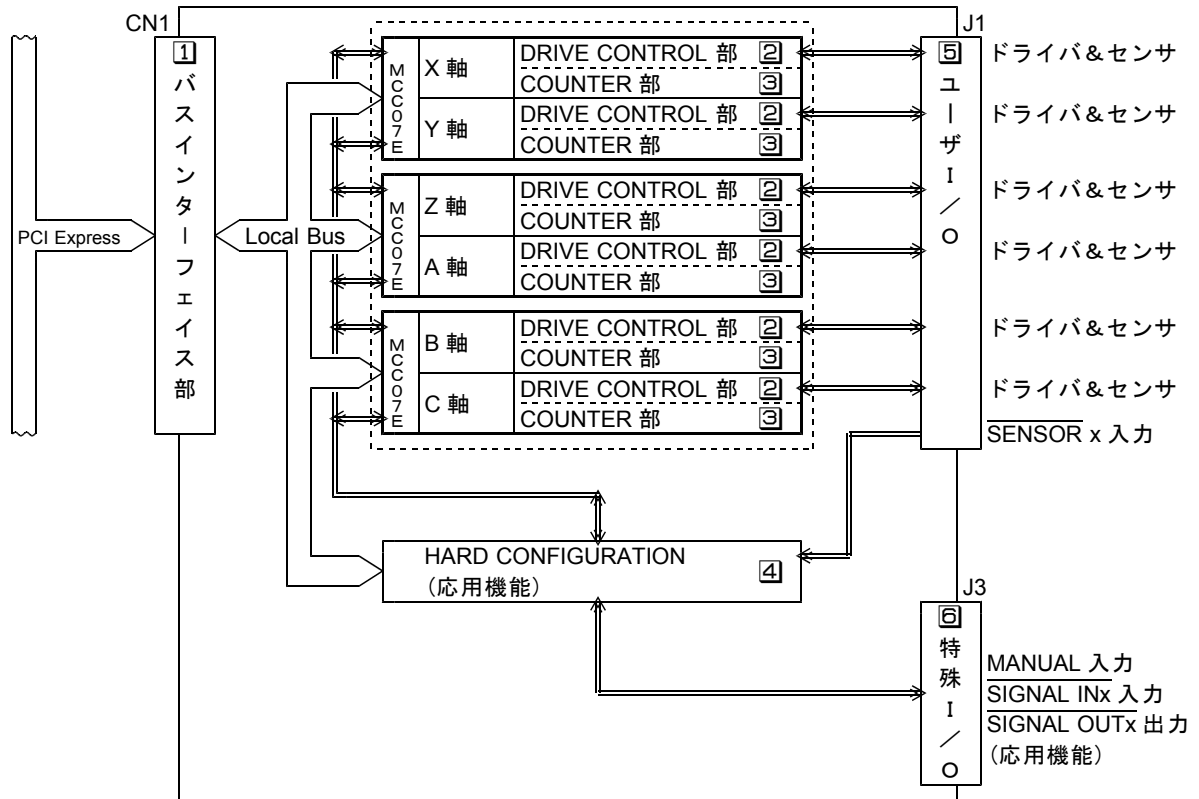 CN1
J1
1
バスインターフェイス部
PCI Express
Local Bus
MCC07E
X 軸
DRIVE CONTROL 部 2
COUNTER 部 3
Y 軸
DRIVE CONTROL 部 2
COUNTER 部 3
MCC07E
Z 軸
DRIVE CONTROL 部 2
COUNTER 部 3
A 軸
DRIVE CONTROL 部 2
COUNTER 部 3
MCC07E
B 軸
DRIVE CONTROL 部 2
COUNTER 部 3
C 軸
DRIVE CONTROL 部 2
COUNTER 部 3
5
ユーザI/O
ドライバ&センサ
ドライバ&センサ
ドライバ&センサ
ドライバ&センサ
ドライバ&センサ
ドライバ&センサ
SENSOR x 入力
HARD CONFIGURATION
(応用機能)
4
J3
6
特殊I/O
MANUAL 入力
SIGNAL INx 入力
SIGNAL OUTx 出力
(応用機能)